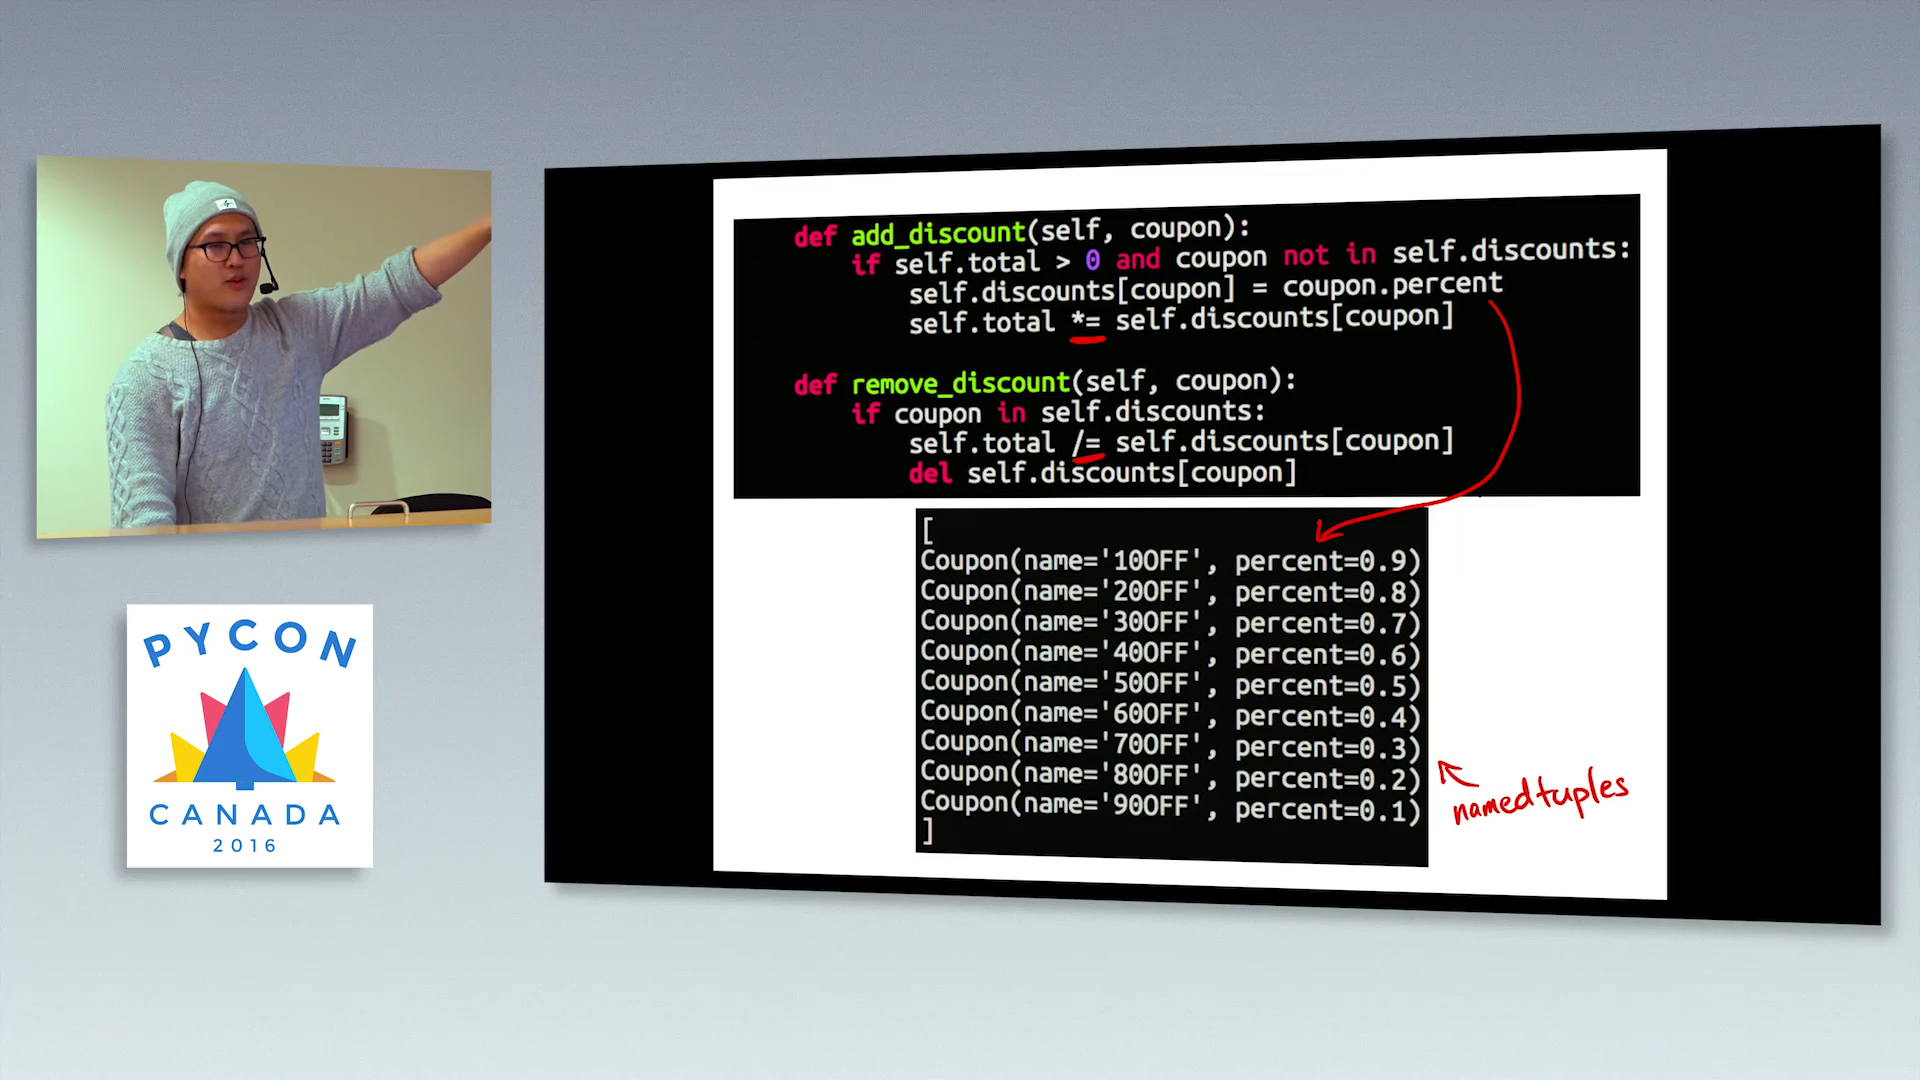 def add_discount(self, coupon):
if self.total > 0 and coupon not in self.discounts:
self.discounts[coupon] = coupon.percent
self.total *= self.discounts[coupon]
def remove_discount(self, coupon):
if coupon in self.discounts:
self.total /= self.discounts[coupon]
del self.discounts[coupon]
[
Coupon(name='10OFF', percent=0.9)
Coupon(name='20OFF', percent=0.8)
Coupon(name='30OFF', percent=0.7)
Coupon(name='40OFF', percent=0.6)
Coupon(name='50OFF', percent=0.5)
Coupon(name='60OFF', percent=0.4)
Coupon(name='70OFF', percent=0.3)
Coupon(name='80OFF', percent=0.2)
Coupon(name='90OFF', percent=0.1)
]
namedtuples
PYCON
CANADA
2016